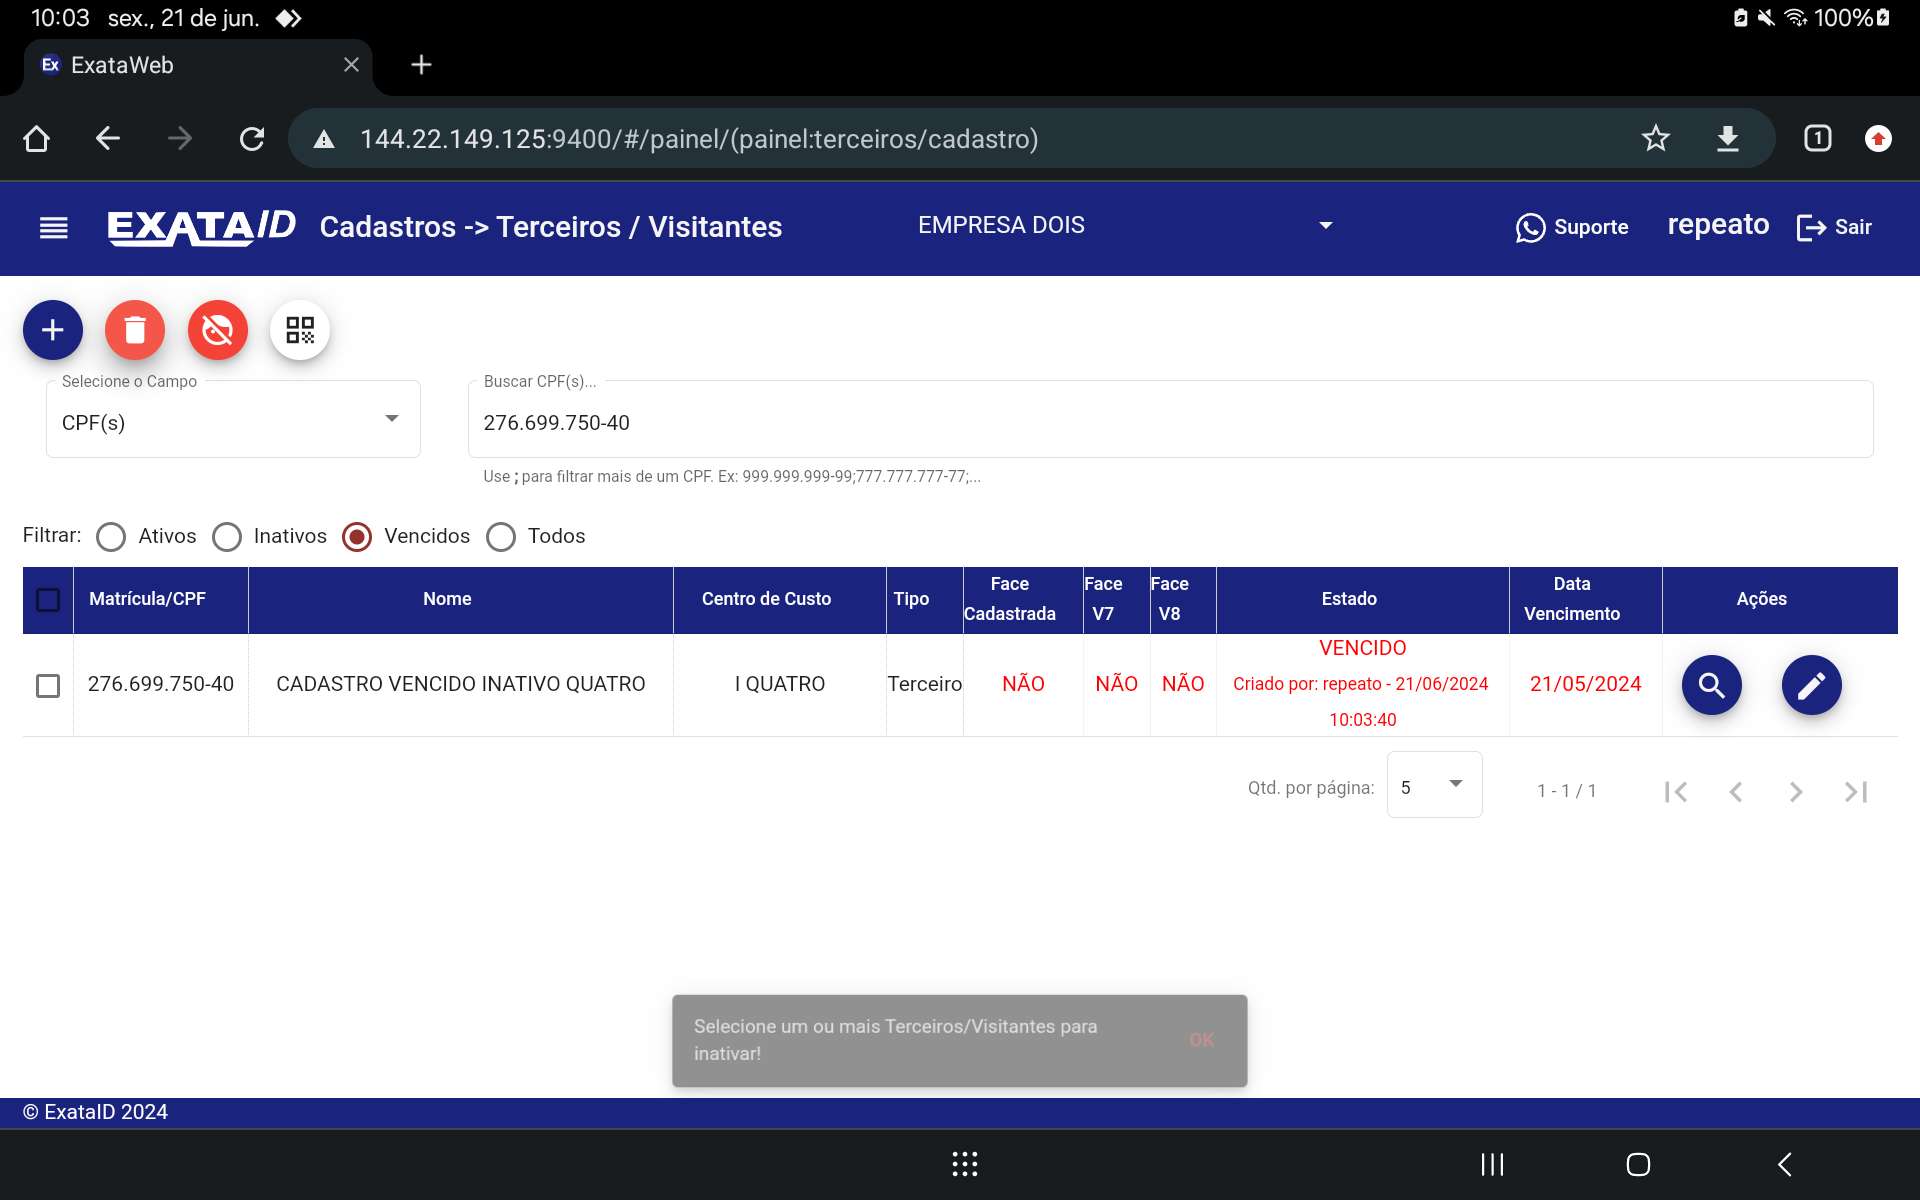 10:03 sex., 21 de jun. 100%
Ex ExataWeb
144.22.149.125:9400/#/painel/(painel:terceiros/cadastro) 1
EXATAID Cadastros -> Terceiros / Visitantes EMPRESA DOIS Suporte repeato Sair
Selecione o Campo Buscar CPF(s)...
CPF(s) 276.699.750-40
Use ; para filtrar mais de um CPF. Ex: 999.999.999-99;777.777.777-77;...
Filtrar: Ativos Inativos Vencidos Todos
Matrícula/CPF Nome Centro de Custo Tipo Face Cadastrada Face V7 Face V8 Estado Data Vencimento Ações
276.699.750-40 CADASTRO VENCIDO INATIVO QUATRO I QUATRO Terceiro NÃO NÃO NÃO VENCIDO Criado por: repeato - 21/06/2024 10:03:40 21/05/2024
Qtd. por página: 5 1 - 1 / 1
Selecione um ou mais Terceiros/Visitantes para
inativar!
OK
© ExataID 2024